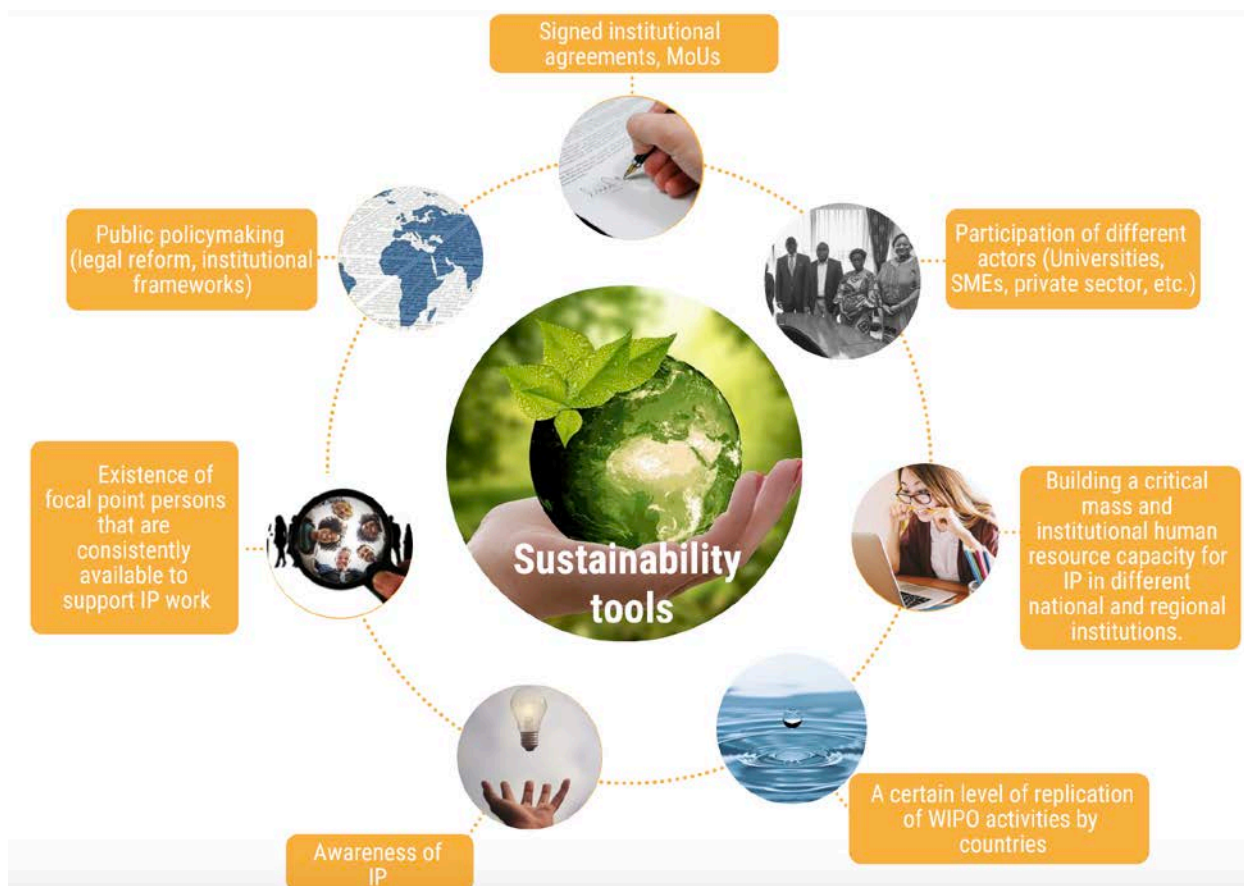 Signed institutional
agreements, MoUs
Public policymaking
(legal reform, institutional
frameworks)
Participation of different
actors (Universities,
SMEs, private sector, etc.)
Existence of
focal point persons
that are
consistently
available to
support IP work
Sustainability
tools
Building a critical
mass and
institutional human
resource capacity for
IP in different
national and regional
institutions.
A certain level of replication
of WIPO activities by
countries
Awareness of
IP